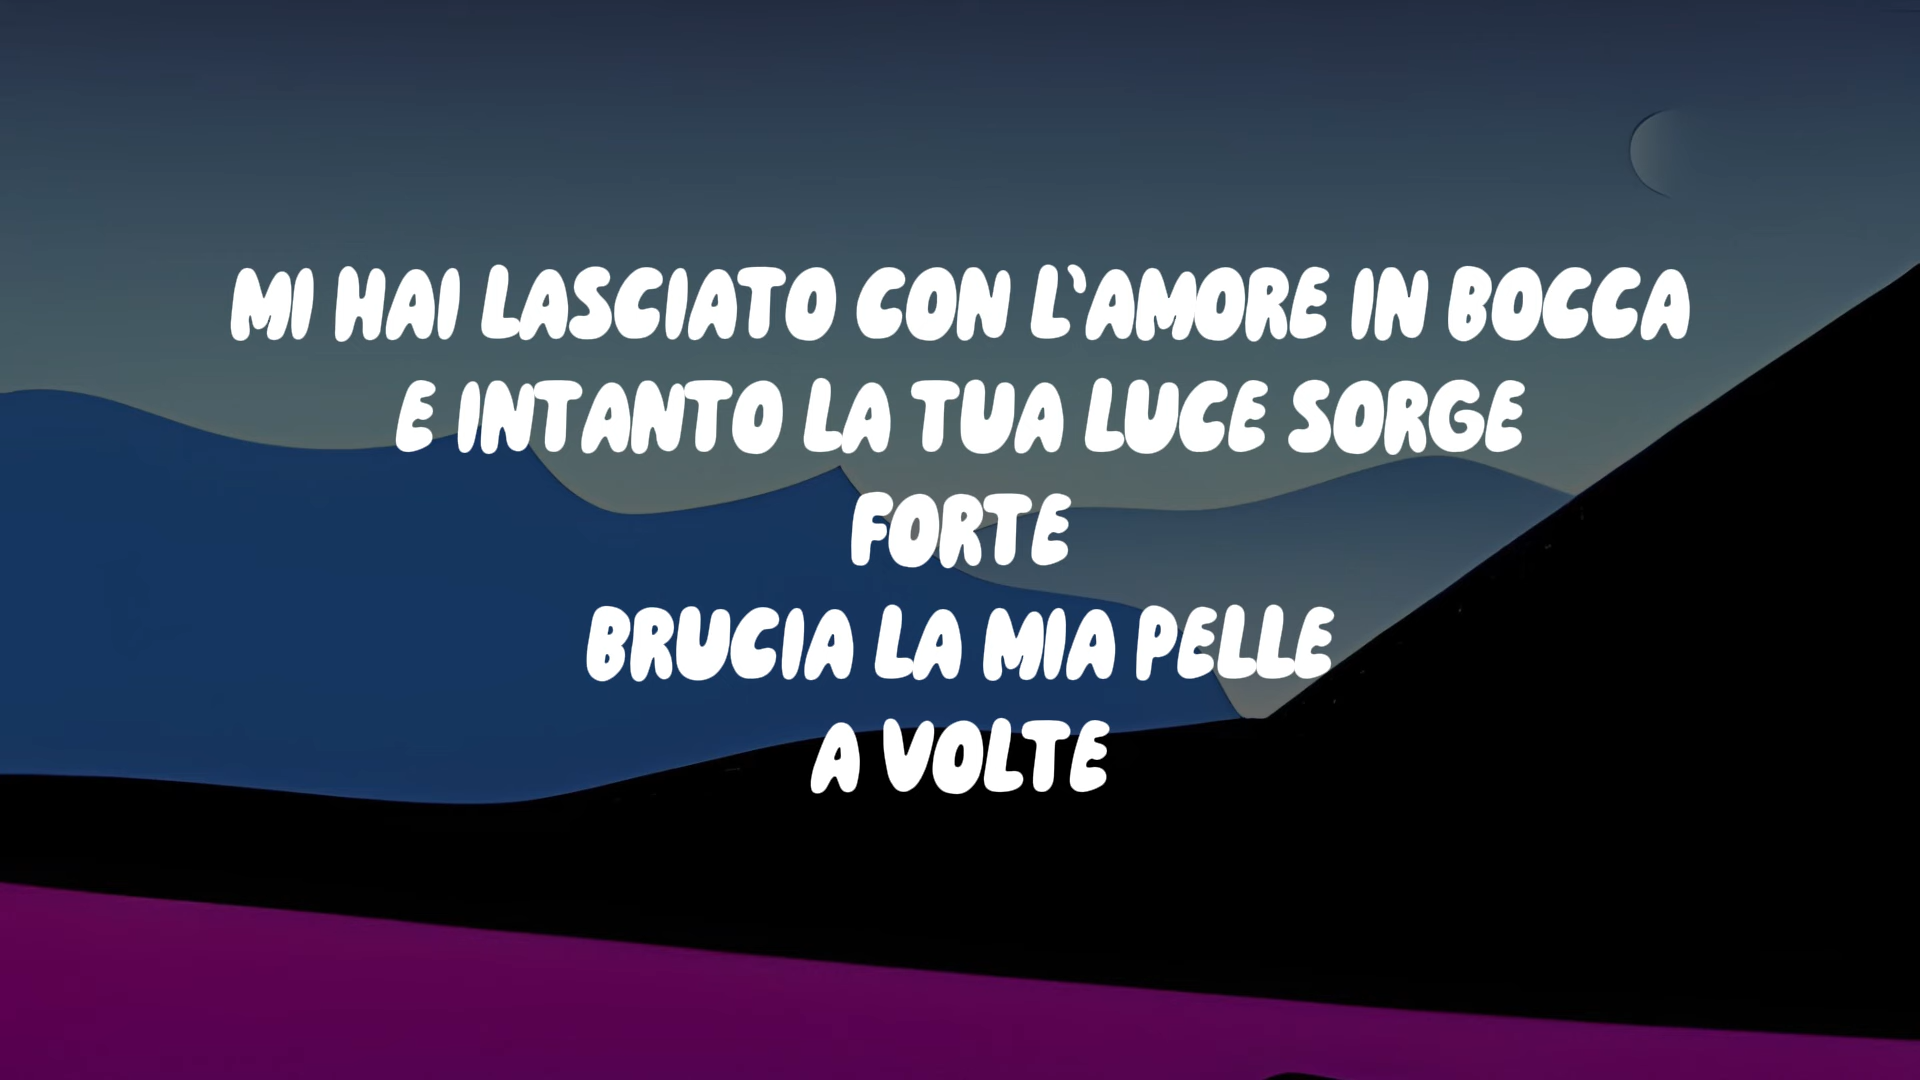 MI HAI LASCIATO CON L'AMORE IN BOCCA
E INTANTO LA TUA LUCE SORGE
FORTE
BRUCIA LA MIA PELLE
A VOLTE